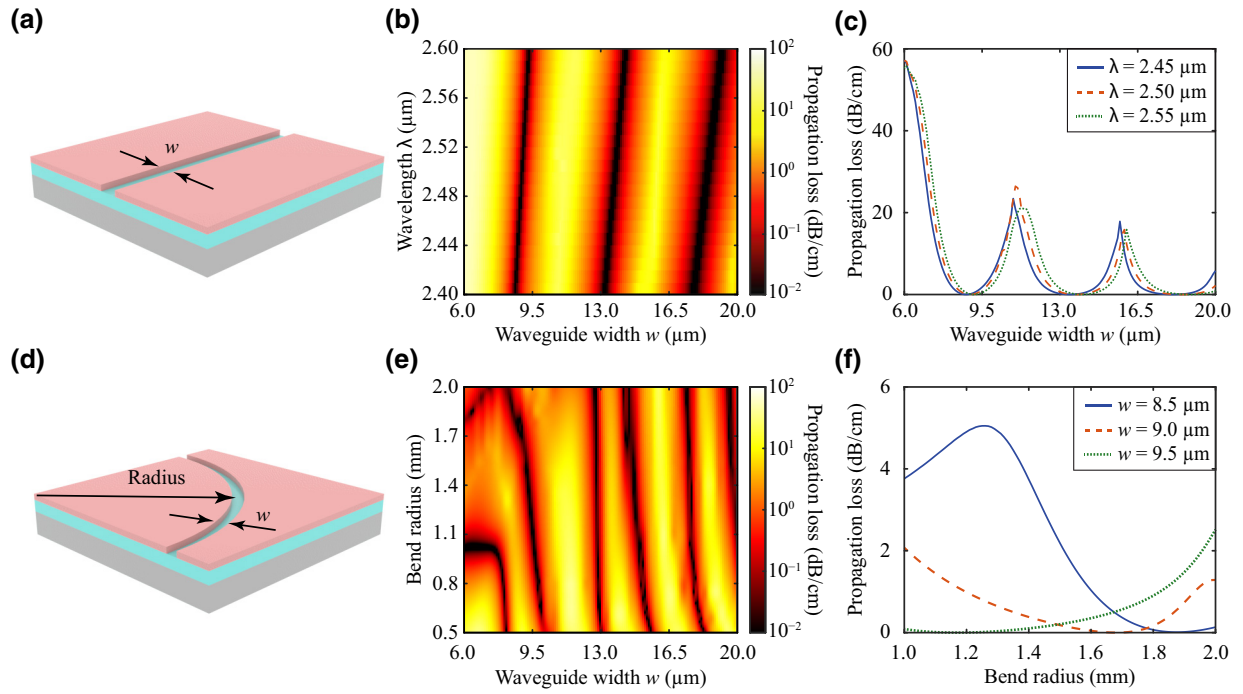 (a)
w
(b)
2.60
2.56
2.52
2.48
2.44
2.40
Wavelength λ (µm)
6.0 9.5 13.0 16.5 20.0
Waveguide width w (µm)
10² 10¹ 10⁰ 10⁻¹ 10⁻²
Propagation loss (dB/cm)
(c)
60
40
20
0
Propagation loss (dB/cm)
λ = 2.45 µm
λ = 2.50 µm
λ = 2.55 µm
6.0 9.5 13.0 16.5 20.0
Waveguide width w (µm)
(d)
Radius
w
(e)
2.0
1.7
1.4
1.1
0.8
0.5
Bend radius (mm)
6.0 9.5 13.0 16.5 20.0
Waveguide width w (µm)
10² 10¹ 10⁰ 10⁻¹ 10⁻²
Propagation loss (dB/cm)
(f)
6
4
2
0
Propagation loss (dB/cm)
w = 8.5 µm
w = 9.0 µm
w = 9.5 µm
1.0 1.2 1.4 1.6 1.8 2.0
Bend radius (mm)